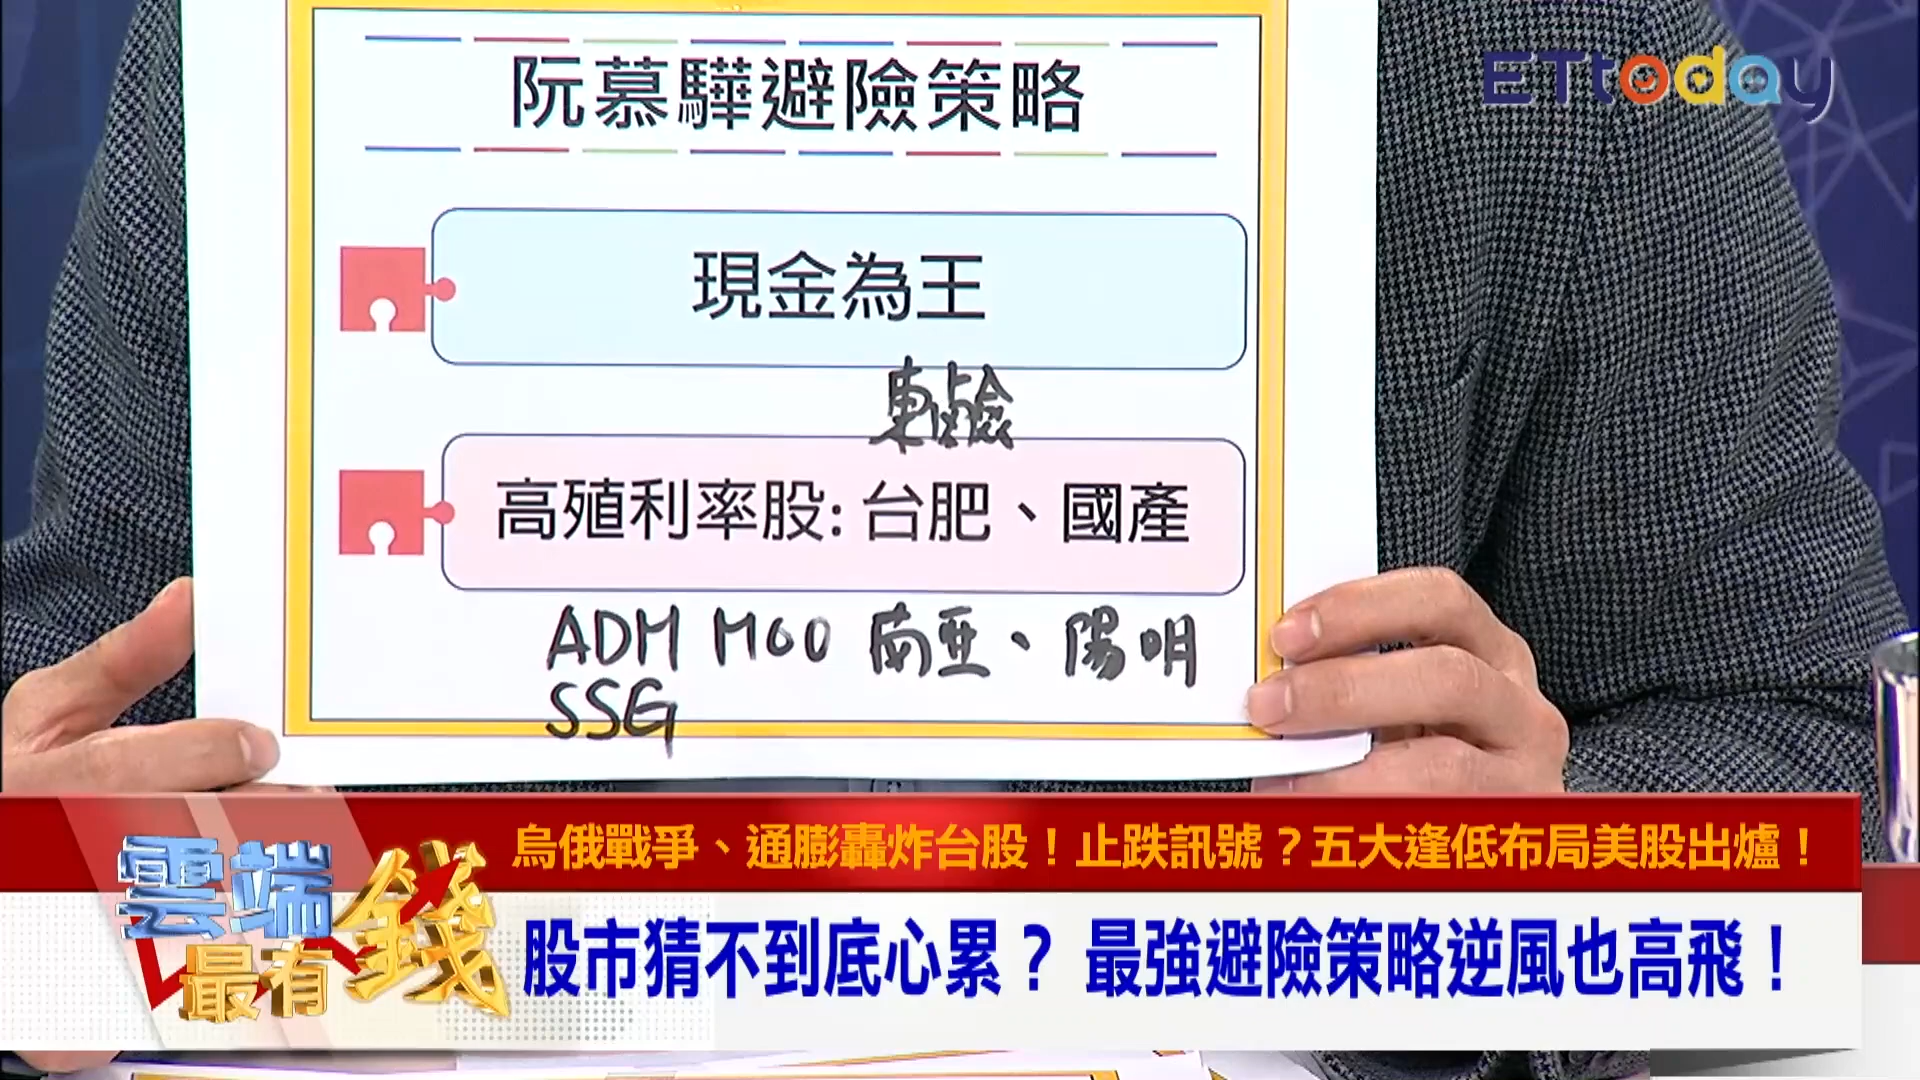 ETtoday
阮慕驊避險策略
現金為王
高殖利率股:台肥、國產
ADM MOO 南亞、陽明
SSG
烏俄戰爭、通膨轟炸台股！止跌訊號？五大逢低布局美股出爐！
雲端最有錢
股市猜不到底心累？ 最強避險策略逆風也高飛！